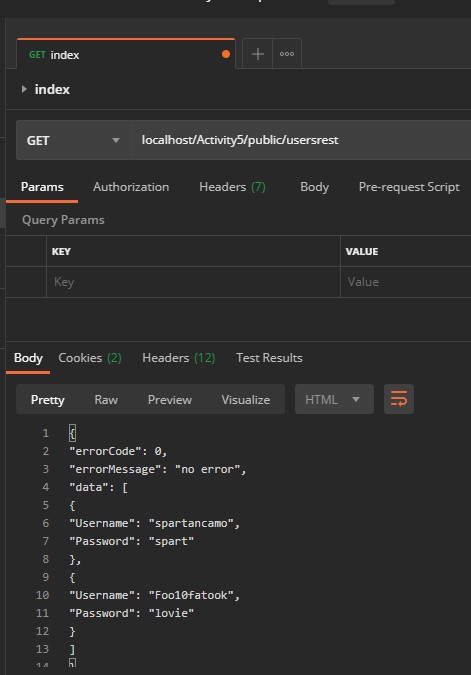 GET index
index
GET localhost/Activity5/public/usersrest
Params Authorization Headers (7) Body Pre-request Script
Query Params
KEY VALUE
Key Value
Body Cookies (2) Headers (12) Test Results
Pretty Raw Preview Visualize HTML
1 {
2 "errorCode": 0,
3 "errorMessage": "no error",
4 "data": [
5 {
6 "Username": "spartancamo",
7 "Password": "spart"
8 },
9 {
10 "Username": "Foo10fatook",
11 "Password": "lovie"
12 }
13 ]
14 }